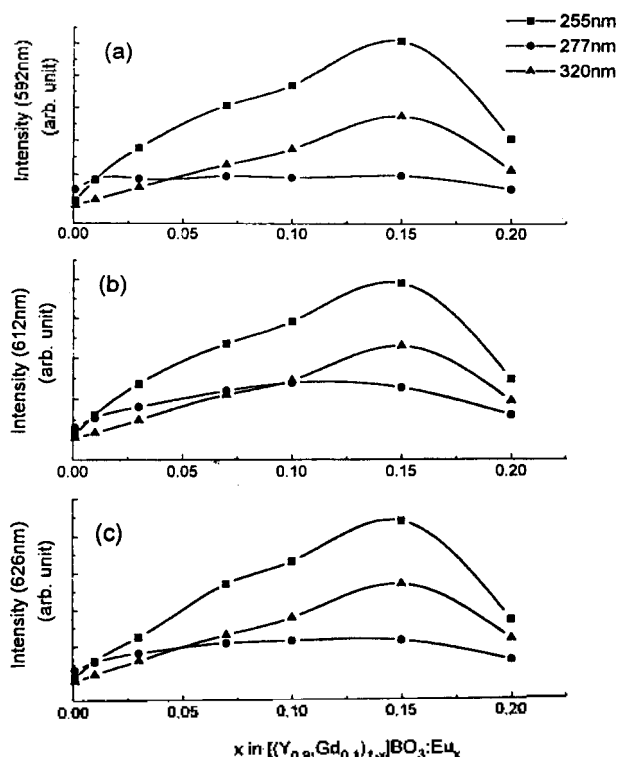 255nm
277nm
320nm
(a)
Intensity (592nm)
(arb. unit)
0.00 0.05 0.10 0.15 0.20
(b)
Intensity (612nm)
(arb. unit)
0.00 0.05 0.10 0.15 0.20
(c)
Intensity (626nm)
(arb. unit)
0.00 0.05 0.10 0.15 0.20
x in [(Y0.9,Gd0.1)1-x]BO3:Eux